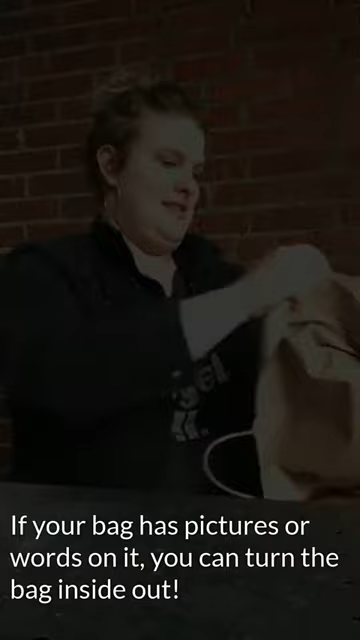 If your bag has pictures or
words on it, you can turn the
bag inside out!